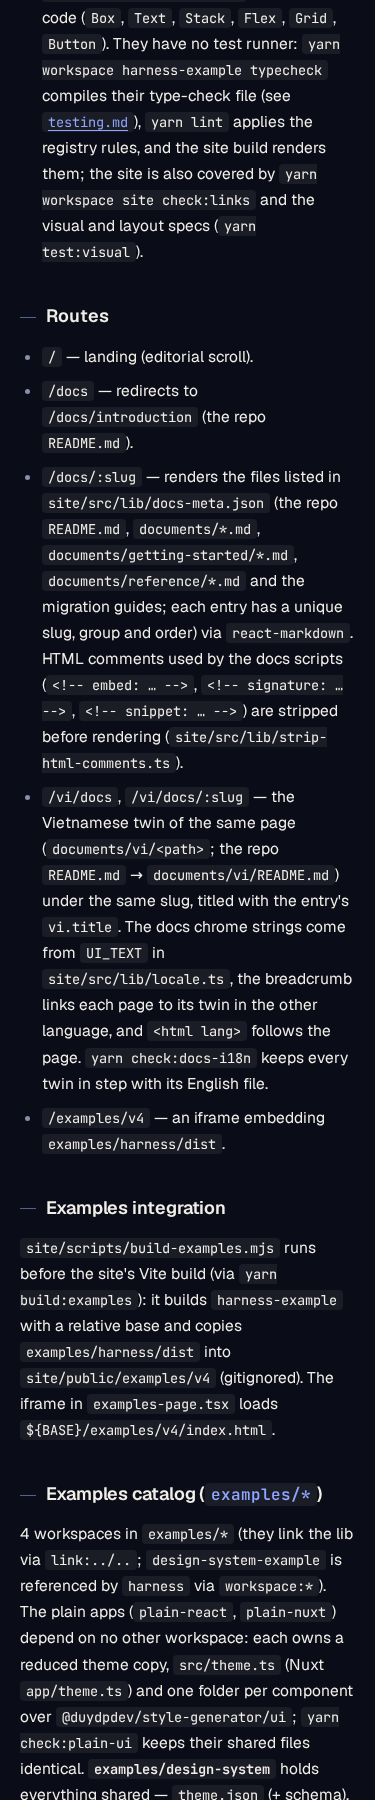 code ( Box , Text , Stack , Flex , Grid ,
Button ). They have no test runner: yarn
workspace harness-example typecheck
compiles their type-check file (see
testing.md ), yarn lint applies the
registry rules, and the site build renders
them; the site is also covered by yarn
workspace site check:links and the
visual and layout specs ( yarn
test:visual ).
— Routes
• / — landing (editorial scroll).
• /docs — redirects to
/docs/introduction (the repo
README.md ).
• /docs/:slug — renders the files listed in
site/src/lib/docs-meta.json (the repo
README.md , documents/*.md ,
documents/getting-started/*.md ,
documents/reference/*.md and the
migration guides; each entry has a unique
slug, group and order) via react-markdown .
HTML comments used by the docs scripts
( <!-- embed: … --> , <!-- signature: …
--> , <!-- snippet: … --> ) are stripped
before rendering ( site/src/lib/strip-
html-comments.ts ).
• /vi/docs , /vi/docs/:slug — the
Vietnamese twin of the same page
( documents/vi/<path> ; the repo
README.md → documents/vi/README.md )
under the same slug, titled with the entry's
vi.title . The docs chrome strings come
from UI_TEXT in
site/src/lib/locale.ts , the breadcrumb
links each page to its twin in the other
language, and <html lang> follows the
page. yarn check:docs-i18n keeps every
twin in step with its English file.
• /examples/v4 — an iframe embedding
examples/harness/dist .
— Examples integration
site/scripts/build-examples.mjs runs
before the site's Vite build (via yarn
build:examples ): it builds harness-example
with a relative base and copies
examples/harness/dist into
site/public/examples/v4 (gitignored). The
iframe in examples-page.tsx loads
${BASE}/examples/v4/index.html .
— Examples catalog ( examples/* )
4 workspaces in examples/* (they link the lib
via link:../.. ; design-system-example is
referenced by harness via workspace:* ).
The plain apps ( plain-react , plain-nuxt )
depend on no other workspace: each owns a
reduced theme copy, src/theme.ts (Nuxt
app/theme.ts ) and one folder per component
over @duydpdev/style-generator/ui ; yarn
check:plain-ui keeps their shared files
identical. examples/design-system holds
everything shared — theme.json (+ schema),